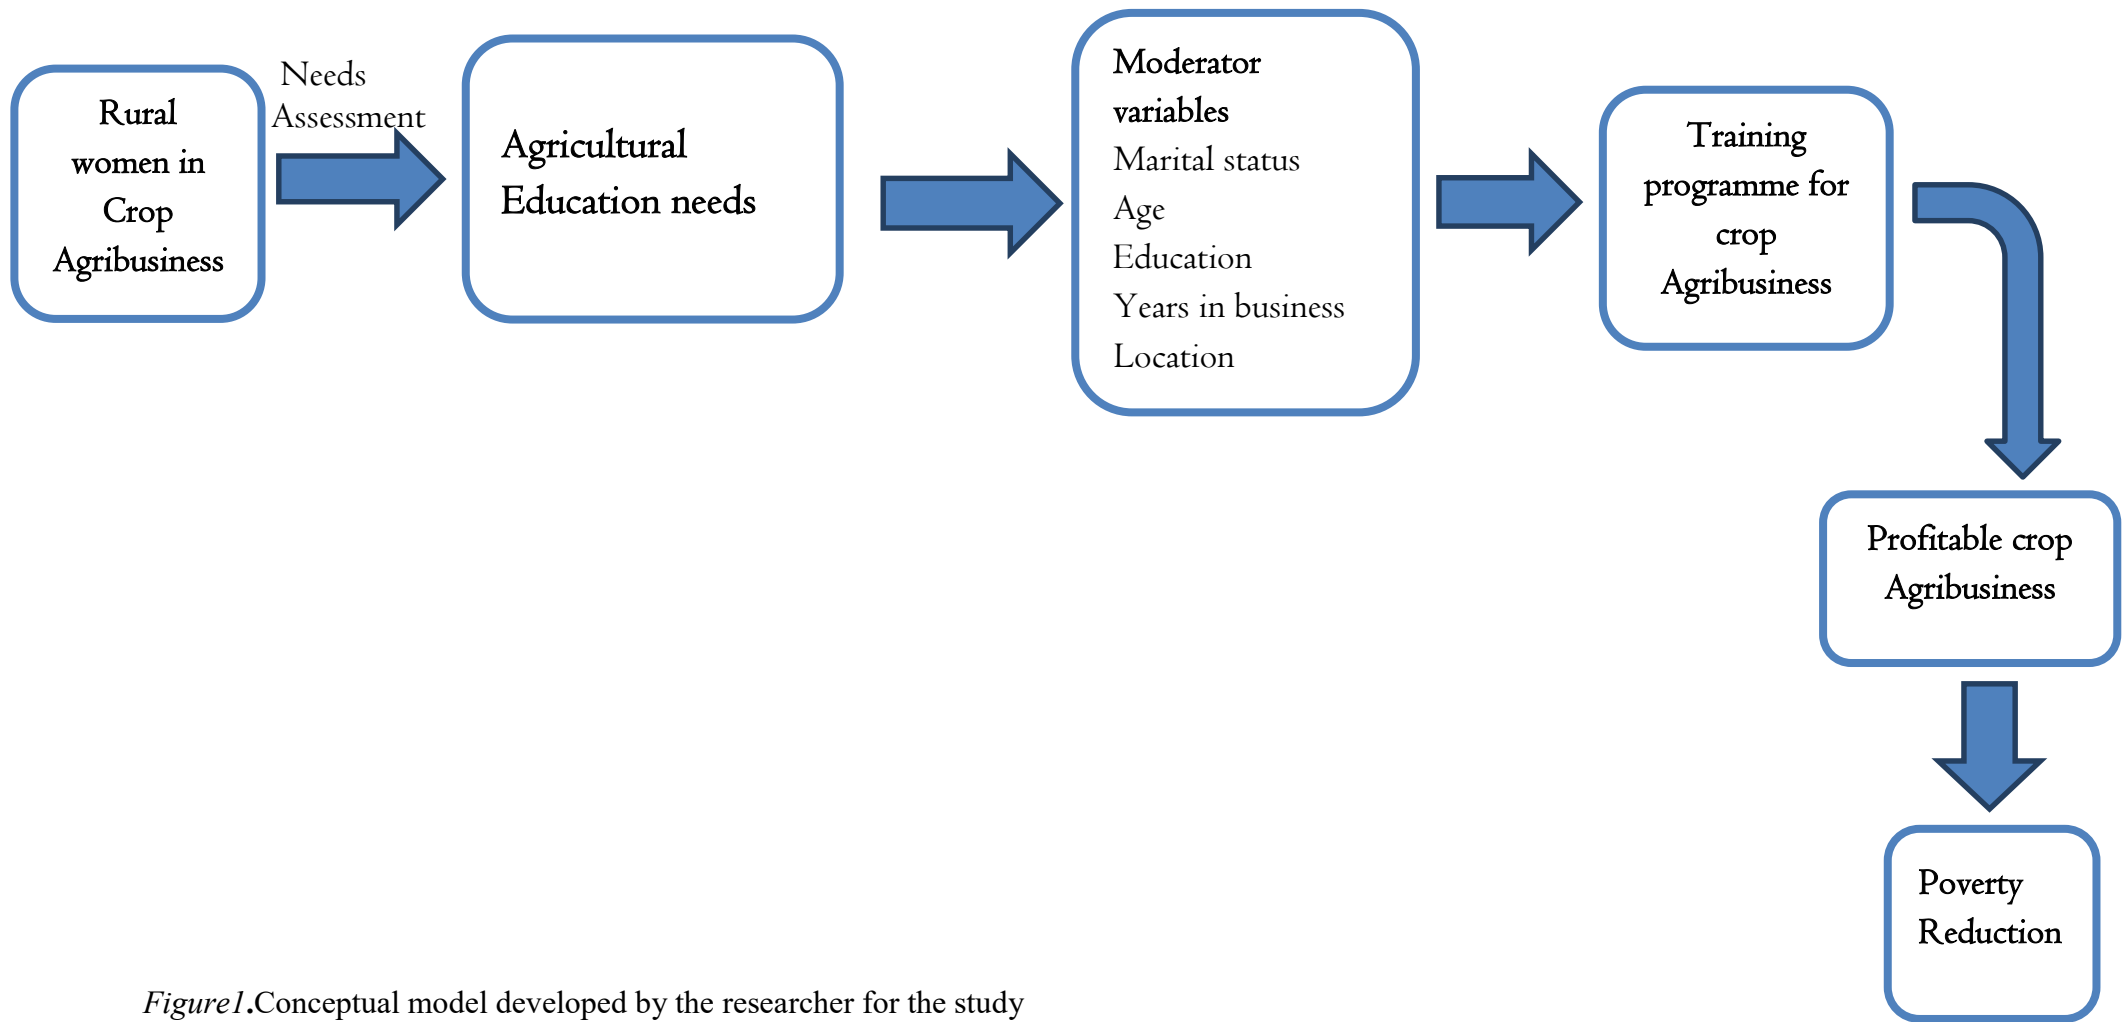 Rural
women in
Crop
Agribusiness
Needs
Assessment
Agricultural
Education needs
Moderator
variables
Marital status
Age
Education
Years in business
Location
Training
programme for
crop
Agribusiness
Profitable crop
Agribusiness
Poverty
Reduction
Figure1.Conceptual model developed by the researcher for the study